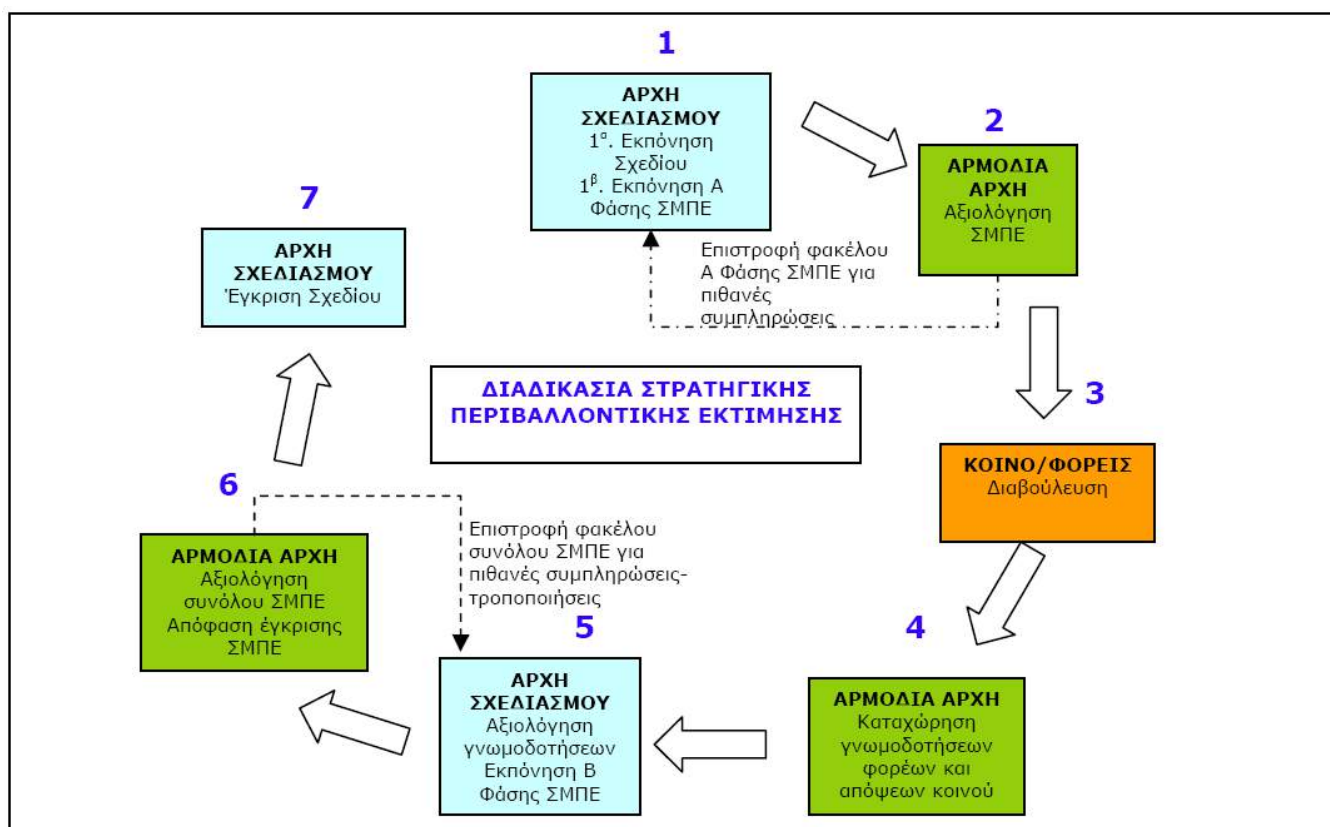 1
ΑΡΧΗ
ΣΧΕΔΙΑΣΜΟΥ
1α. Εκπόνηση
Σχεδίου
1β. Εκπόνηση Α
Φάσης ΣΜΠΕ
2
ΑΡΜΟΔΙΑ
ΑΡΧΗ
Αξιολόγηση
ΣΜΠΕ
Επιστροφή φακέλου
Α Φάσης ΣΜΠΕ για
πιθανές
συμπληρώσεις
3
ΚΟΙΝΟ/ΦΟΡΕΙΣ
Διαβούλευση
4
ΑΡΜΟΔΙΑ ΑΡΧΗ
Καταχώρηση
γνωμοδοτήσεων
φορέων και
απόψεων κοινού
5
ΑΡΧΗ
ΣΧΕΔΙΑΣΜΟΥ
Αξιολόγηση
γνωμοδοτήσεων
Εκπόνηση Β
Φάσης ΣΜΠΕ
Επιστροφή φακέλου
συνόλου ΣΜΠΕ για
πιθανές συμπληρώσεις-
τροποποιήσεις
6
ΑΡΜΟΔΙΑ ΑΡΧΗ
Αξιολόγηση
συνόλου ΣΜΠΕ
Απόφαση έγκρισης
ΣΜΠΕ
7
ΑΡΧΗ
ΣΧΕΔΙΑΣΜΟΥ
Έγκριση Σχεδίου
ΔΙΑΔΙΚΑΣΙΑ ΣΤΡΑΤΗΓΙΚΗΣ
ΠΕΡΙΒΑΛΛΟΝΤΙΚΗΣ ΕΚΤΙΜΗΣΗΣ